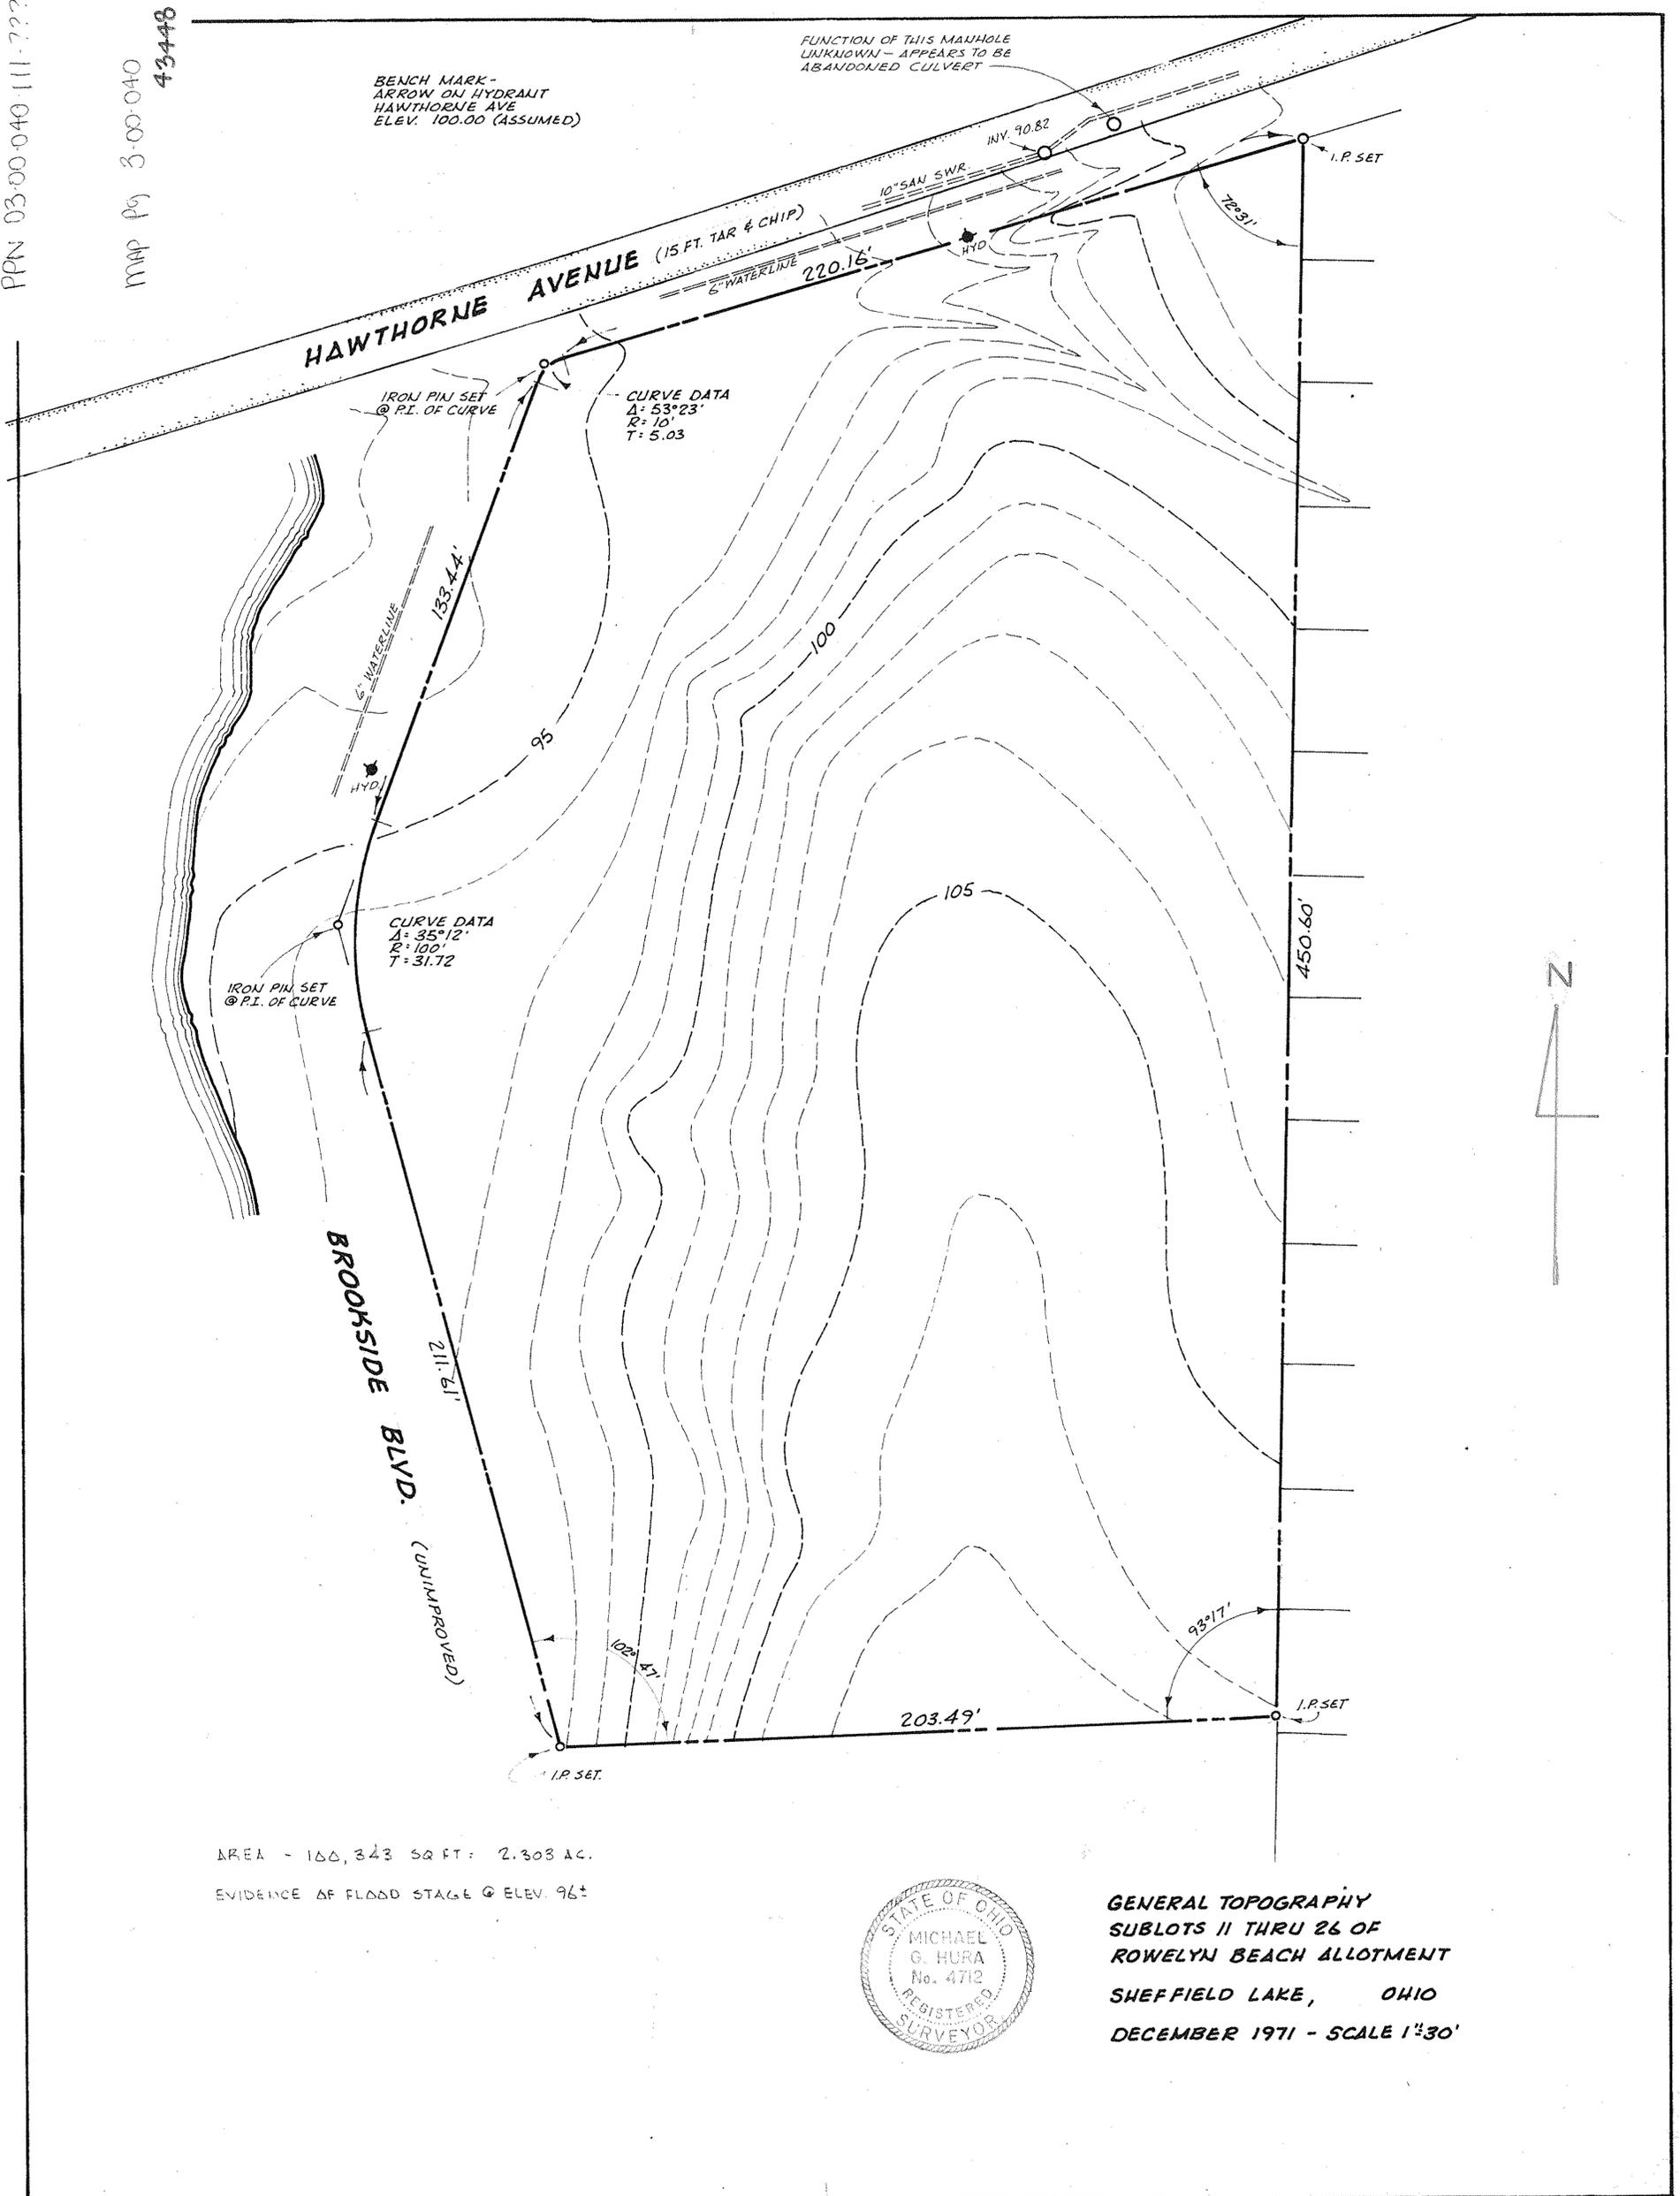 PPN 03-00-040-111-???
MAP Pg 3-00-040
43448
BENCH MARK-
ARROW ON HYDRANT
HAWTHORNE AVE
ELEV. 100.00 (ASSUMED)
FUNCTION OF THIS MANHOLE
UNKNOWN - APPEARS TO BE
ABANDONED CULVERT
INV. 90.82
10" SAN SWR.
I.P. SET
72°31'
HAWTHORNE AVENUE (15 FT. TAR & CHIP)
6" WATERLINE
220.16'
HYD
IRON PIN SET
@ P.I. OF CURVE
CURVE DATA
Δ= 53°23'
R= 10'
T= 5.03
133.44'
6" WATERLINE
100
95
HYD.
105
450.60'
N
CURVE DATA
Δ= 35°12'
R= 100'
T= 31.72
IRON PIN SET
@ P.I. OF CURVE
BROOKSIDE BLVD. (UNIMPROVED)
211.61'
102°47'
93°17'
203.49'
I.P. SET
I.P. SET.
AREA - 100,343 SQ FT: 2.303 AC.
EVIDENCE OF FLOOD STAGE @ ELEV. 96±
STATE OF OHIO
MICHAEL
G. HURA
No. 4712
REGISTERED
SURVEYOR
GENERAL TOPOGRAPHY
SUBLOTS 11 THRU 26 OF
ROWELYN BEACH ALLOTMENT
SHEFFIELD LAKE, OHIO
DECEMBER 1971 - SCALE 1"=30'